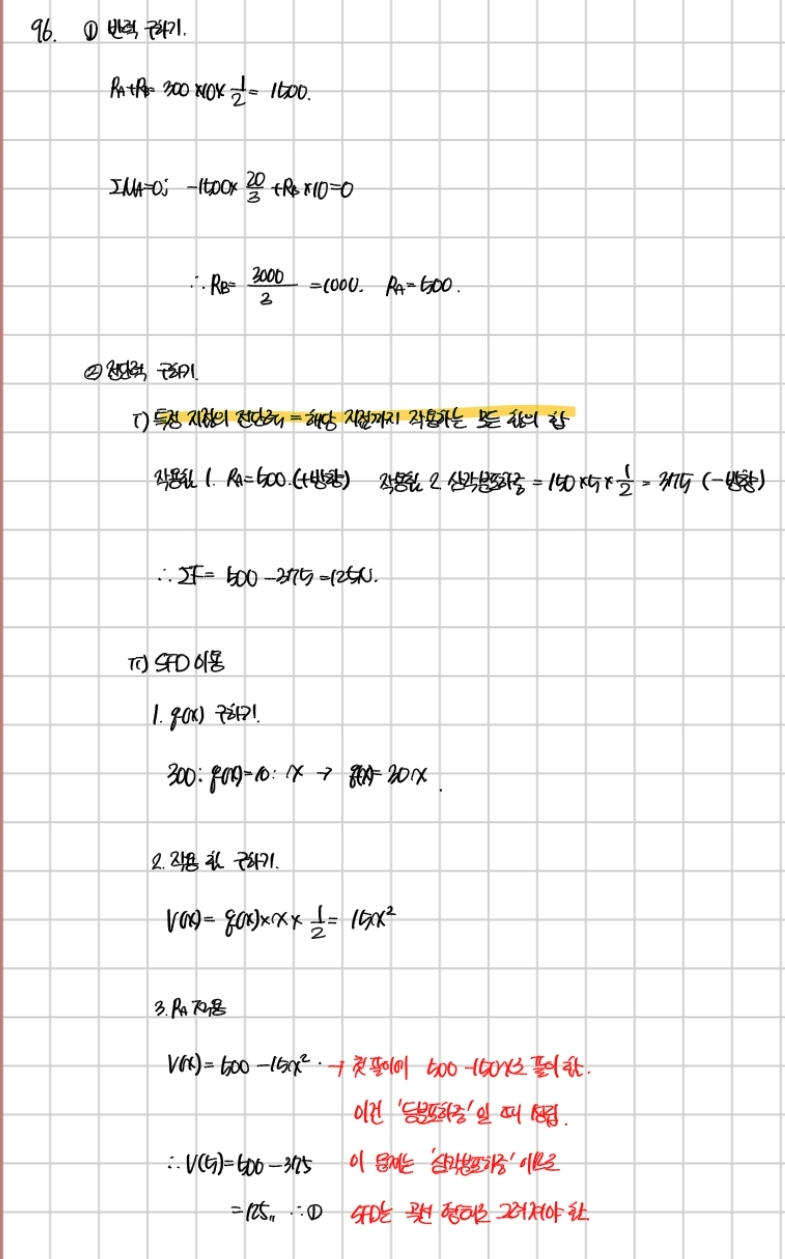 96. ① 반력 구하기.
RA+RB= 300×10×1/2= 1500.
ΣMA=0; -1500×20/3+RB×10=0
∴RB= 3000/3 =1000. RA=500.
② 전단력 구하기.
i) 특정 지점의 전단력 = 해당 지점까지 작용하는 모든 힘의 합
작용힘 1. RA=500.(+방향) 작용힘 2. 삼각분포하중 = 150×5×1/2 = 375 (-방향)
∴ΣF= 500-375=125N.
ii) SFD 이용
1. q(x) 구하기.
300: q(x)=10: x → q(x)= 30x.
2. 작용 힘 구하기.
V(x)= q(x)×x×1/2= 15x²
3. RA 적용
V(x)= 500-15x². → 첫 풀이에 500-150x로 풀이 함.
이건 '등분포하중'일 때 성립.
∴V(5)=500-375 이 문제는 '삼각분포하중'이므로
=125,, ∴① SFD는 곡선 형태로 그려져야 함.